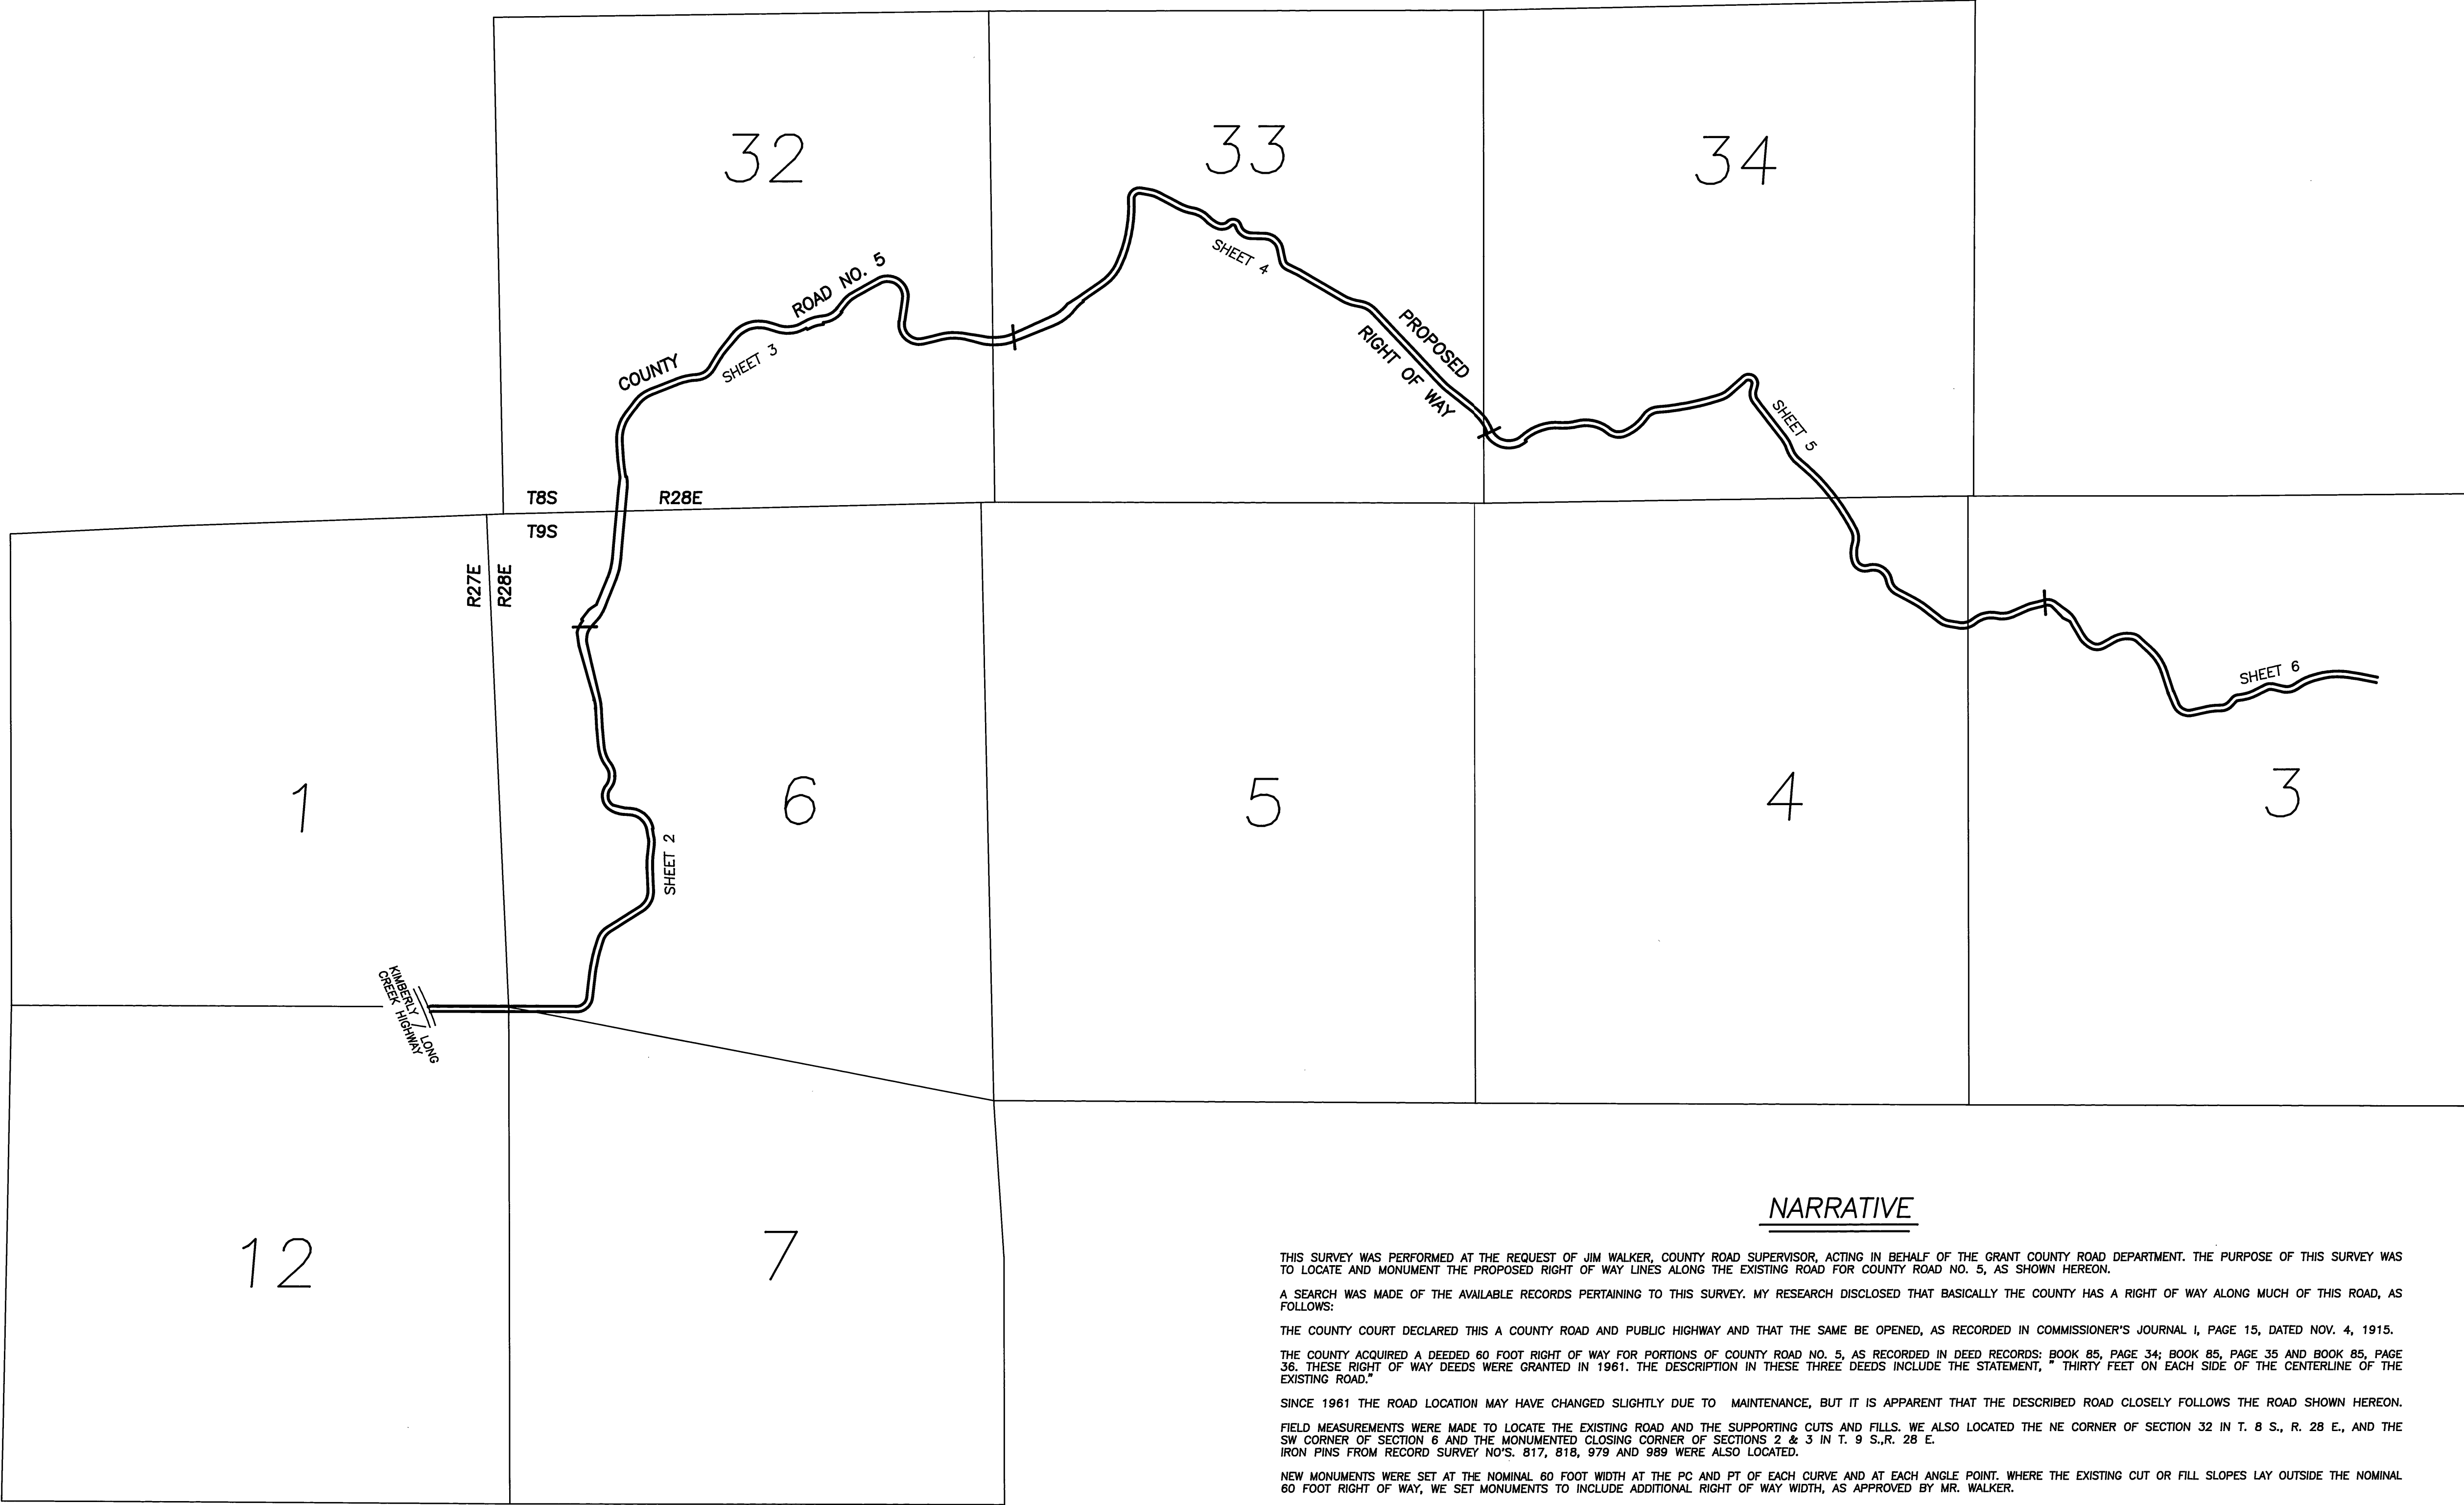 32
33
34
COUNTY
ROAD NO. 5
SHEET 3
SHEET 4
PROPOSED
RIGHT OF WAY
SHEET 5
T8S
R28E
T9S
R27E
R28E
SHEET 6
1
6
5
4
3
SHEET 2
KIMBERLY / LONG
CREEK HIGHWAY
12
7
NARRATIVE
THIS SURVEY WAS PERFORMED AT THE REQUEST OF JIM WALKER, COUNTY ROAD SUPERVISOR, ACTING IN BEHALF OF THE GRANT COUNTY ROAD DEPARTMENT. THE PURPOSE OF THIS SURVEY WAS
TO LOCATE AND MONUMENT THE PROPOSED RIGHT OF WAY LINES ALONG THE EXISTING ROAD FOR COUNTY ROAD NO. 5, AS SHOWN HEREON.
A SEARCH WAS MADE OF THE AVAILABLE RECORDS PERTAINING TO THIS SURVEY. MY RESEARCH DISCLOSED THAT BASICALLY THE COUNTY HAS A RIGHT OF WAY ALONG MUCH OF THIS ROAD, AS
FOLLOWS:
THE COUNTY COURT DECLARED THIS A COUNTY ROAD AND PUBLIC HIGHWAY AND THAT THE SAME BE OPENED, AS RECORDED IN COMMISSIONER'S JOURNAL I, PAGE 15, DATED NOV. 4, 1915.
THE COUNTY ACQUIRED A DEEDED 60 FOOT RIGHT OF WAY FOR PORTIONS OF COUNTY ROAD NO. 5, AS RECORDED IN DEED RECORDS: BOOK 85, PAGE 34; BOOK 85, PAGE 35 AND BOOK 85, PAGE
36. THESE RIGHT OF WAY DEEDS WERE GRANTED IN 1961. THE DESCRIPTION IN THESE THREE DEEDS INCLUDE THE STATEMENT, " THIRTY FEET ON EACH SIDE OF THE CENTERLINE OF THE
EXISTING ROAD."
SINCE 1961 THE ROAD LOCATION MAY HAVE CHANGED SLIGHTLY DUE TO MAINTENANCE, BUT IT IS APPARENT THAT THE DESCRIBED ROAD CLOSELY FOLLOWS THE ROAD SHOWN HEREON.
FIELD MEASUREMENTS WERE MADE TO LOCATE THE EXISTING ROAD AND THE SUPPORTING CUTS AND FILLS. WE ALSO LOCATED THE NE CORNER OF SECTION 32 IN T. 8 S., R. 28 E., AND THE
SW CORNER OF SECTION 6 AND THE MONUMENTED CLOSING CORNER OF SECTIONS 2 & 3 IN T. 9 S.,R. 28 E.
IRON PINS FROM RECORD SURVEY NO'S. 817, 818, 979 AND 989 WERE ALSO LOCATED.
NEW MONUMENTS WERE SET AT THE NOMINAL 60 FOOT WIDTH AT THE PC AND PT OF EACH CURVE AND AT EACH ANGLE POINT. WHERE THE EXISTING CUT OR FILL SLOPES LAY OUTSIDE THE NOMINAL
60 FOOT RIGHT OF WAY, WE SET MONUMENTS TO INCLUDE ADDITIONAL RIGHT OF WAY WIDTH, AS APPROVED BY MR. WALKER.